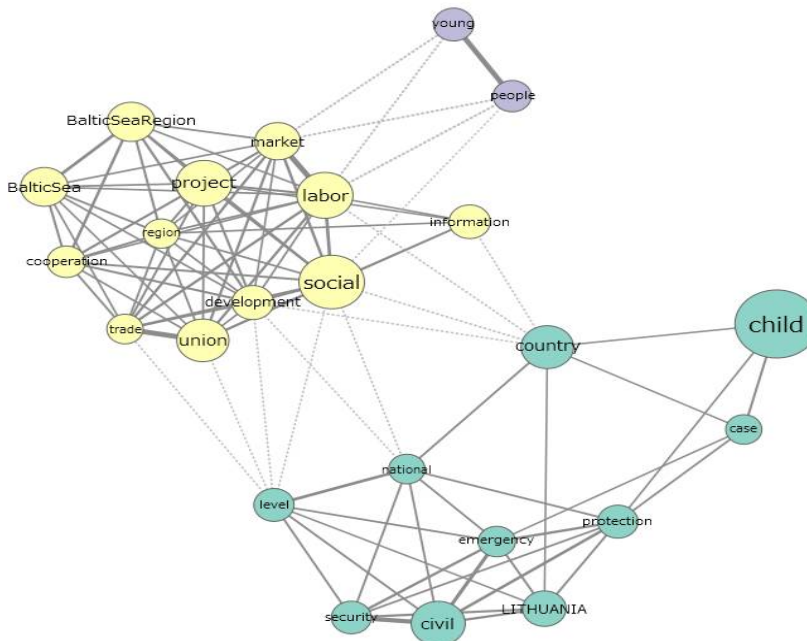 young
people
BalticSeaRegion
market
project
BalticSea
labor
information
region
cooperation
social
development
trade
union
child
country
case
national
level
protection
emergency
LITHUANIA
security
civil